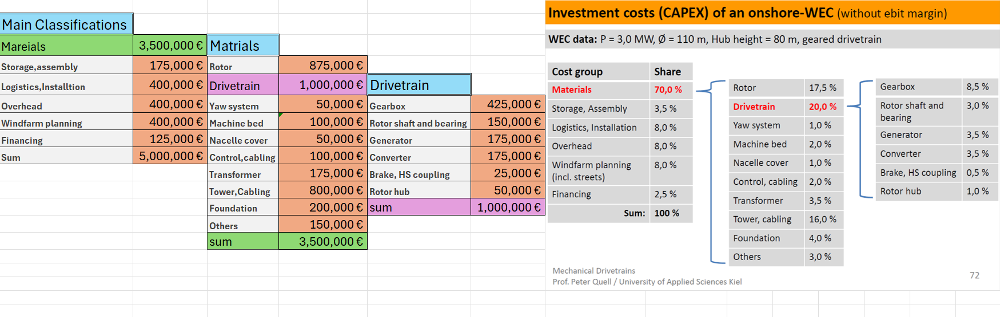 Main Classifications
Mareials 3,500,000 € Matrials
Storage,assembly 175,000 € Rotor 875,000 €
Logistics,Installtion 400,000 € Drivetrain 1,000,000 € Drivetrain
Overhead 400,000 € Yaw system 50,000 € Gearbox 425,000 €
Windfarm planning 400,000 € Machine bed 100,000 € Rotor shaft and bearing 150,000 €
Financing 125,000 € Nacelle cover 50,000 € Generator 175,000 €
Sum 5,000,000 € Control,cabling 100,000 € Converter 175,000 €
Transformer 175,000 € Brake, HS coupling 25,000 €
Tower,Cabling 800,000 € Rotor hub 50,000 €
Foundation 200,000 € sum 1,000,000 €
Others 150,000 €
sum 3,500,000 €
Investment costs (CAPEX) of an onshore-WEC (without ebit margin)
WEC data: P = 3,0 MW, Ø = 110 m, Hub height = 80 m, geared drivetrain
Cost group Share
Materials 70,0 %
Storage, Assembly 3,5 %
Logistics, Installation 8,0 %
Overhead 8,0 %
Windfarm planning 8,0 %
(incl. streets)
Financing 2,5 %
Sum: 100 %
Rotor 17,5 %
Drivetrain 20,0 %
Yaw system 1,0 %
Machine bed 2,0 %
Nacelle cover 1,0 %
Control, cabling 2,0 %
Transformer 3,5 %
Tower, cabling 16,0 %
Foundation 4,0 %
Others 3,0 %
Gearbox 8,5 %
Rotor shaft and 3,0 %
bearing
Generator 3,5 %
Converter 3,5 %
Brake, HS coupling 0,5 %
Rotor hub 1,0 %
Mechanical Drivetrains
Prof. Peter Quell / University of Applied Sciences Kiel
72